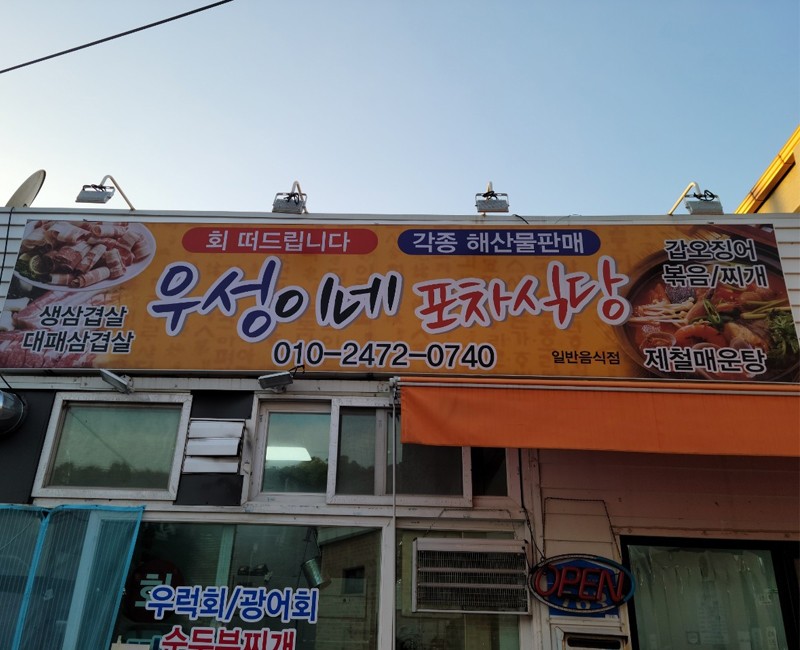 회 떠드립니다
각종 해산물판매
우성이네 포차식당
010-2472-0740
일반음식점
생삼겹살
대패삼겹살
갑오징어
볶음/찌개
제철매운탕
OPEN
회
우럭회/광어회
순두부찌개